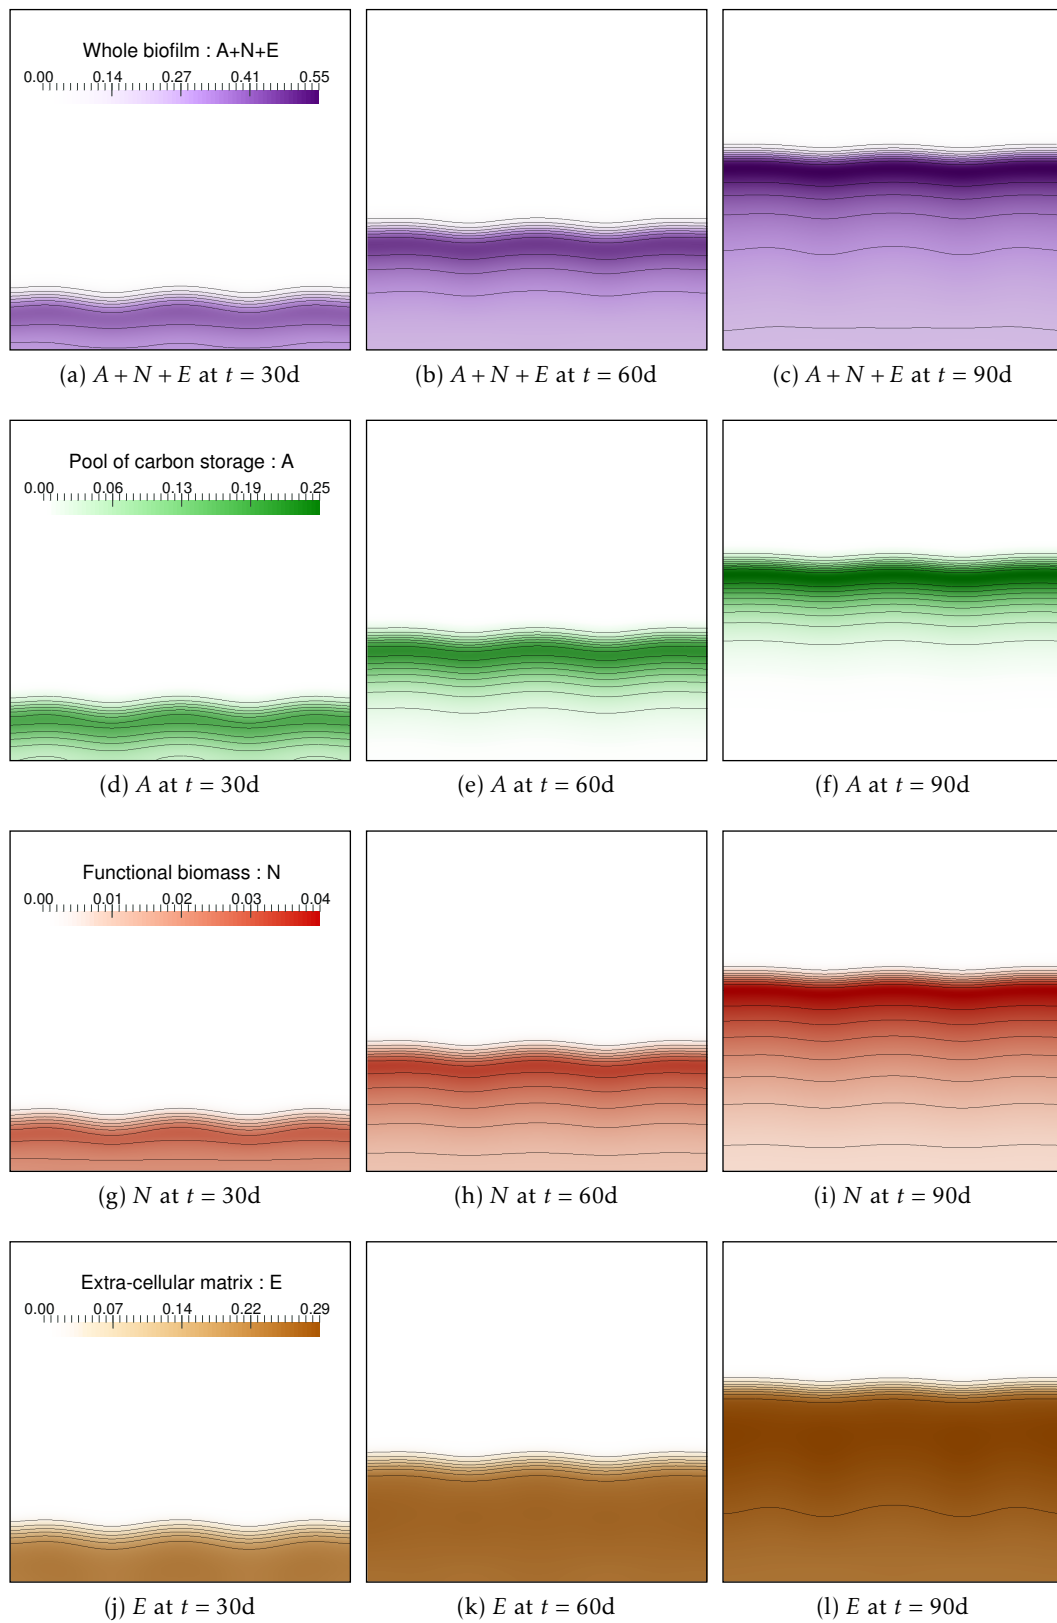 Whole biofilm : A+N+E
0.00 0.14 0.27 0.41 0.55
(a) A + N + E at t = 30d
(b) A + N + E at t = 60d
(c) A + N + E at t = 90d
Pool of carbon storage : A
0.00 0.06 0.13 0.19 0.25
(d) A at t = 30d
(e) A at t = 60d
(f) A at t = 90d
Functional biomass : N
0.00 0.01 0.02 0.03 0.04
(g) N at t = 30d
(h) N at t = 60d
(i) N at t = 90d
Extra-cellular matrix : E
0.00 0.07 0.14 0.22 0.29
(j) E at t = 30d
(k) E at t = 60d
(l) E at t = 90d